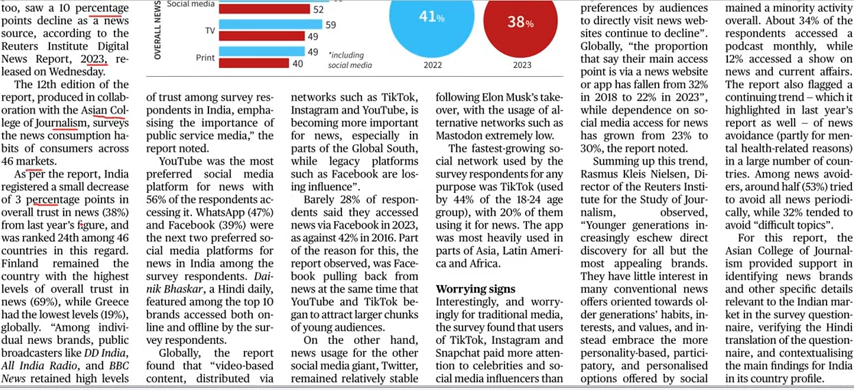 too, saw a 10 percentage
points decline as a news
source, according to the
Reuters Institute Digital
News Report, 2023, re-
leased on Wednesday.
The 12th edition of the
report, produced in collab-
oration with the Asian Col-
lege of Journalism, surveys
the news consumption ha-
bits of consumers across
46 markets.
As per the report, India
registered a small decrease
of 3 percentage points in
overall trust in news (38%)
from last year's figure, and
was ranked 24th among 46
countries in this regard.
Finland remained the
country with the highest
levels of overall trust in
news (69%), while Greece
had the lowest levels (19%),
globally. "Among indivi-
dual news brands, public
broadcasters like DD India,
All India Radio, and BBC
News retained high levels
OVERALL NEWS
Social media
52
TV
59
49
Print
49
40
*including
social media
41%
2022
38%
2023
of trust among survey res-
pondents in India, empha-
sising the importance of
public service media," the
report noted.
YouTube was the most
preferred social media
platform for news with
56% of the respondents ac-
cessing it. WhatsApp (47%)
and Facebook (39%) were
the next two preferred so-
cial media platforms for
news in India among the
survey respondents. Dai-
nik Bhaskar, a Hindi daily,
featured among the top 10
brands accessed both on-
line and offline by the sur-
vey respondents.
Globally, the report
found that "video-based
content, distributed via
networks such as TikTok,
Instagram and YouTube, is
becoming more important
for news, especially in
parts of the Global South,
while legacy platforms
such as Facebook are los-
ing influence".
Barely 28% of respon-
dents said they accessed
news via Facebook in 2023,
as against 42% in 2016. Part
of the reason for this, the
report observed, was Face-
book pulling back from
news at the same time that
YouTube and TikTok be-
gan to attract larger chunks
of young audiences.
On the other hand,
news usage for the other
social media giant, Twitter,
remained relatively stable
following Elon Musk's take-
over, with the usage of al-
ternative networks such as
Mastodon extremely low.
The fastest-growing so-
cial network used by the
survey respondents for any
purpose was TikTok (used
by 44% of the 18-24 age
group), with 20% of them
using it for news. The app
was most heavily used in
parts of Asia, Latin Ameri-
ca and Africa.
Worrying signs
Interestingly, and worry-
ingly for traditional media,
the survey found that users
of TikTok, Instagram and
Snapchat paid more atten-
tion to celebrities and so-
cial media influencers than
preferences by audiences
to directly visit news web-
sites continue to decline".
Globally, "the proportion
that say their main access
point is via a news website
or app has fallen from 32%
in 2018 to 22% in 2023",
while dependence on so-
cial media access for news
has grown from 23% to
30%, the report noted.
Summing up this trend,
Rasmus Kleis Nielsen, Di-
rector of the Reuters Insti-
tute for the Study of Jour-
nalism, observed,
"Younger generations in-
creasingly eschew direct
discovery for all but the
most appealing brands.
They have little interest in
many conventional news
offers oriented towards ol-
der generations' habits, in-
terests, and values, and in-
stead embrace the more
personality-based, partici-
patory, and personalised
options offered by social
mained a minority activity
overall. About 34% of the
respondents accessed a
podcast monthly, while
12% accessed a show on
news and current affairs.
The report also flagged a
continuing trend – which it
highlighted in last year's
report as well – of news
avoidance (partly for men-
tal health-related reasons)
in a large number of coun-
tries. Among news avoid-
ers, around half (53%) tried
to avoid all news periodi-
cally, while 32% tended to
avoid "difficult topics".
For this report, the
Asian College of Journal-
ism provided support in
identifying news brands
and other specific details
relevant to the Indian mar-
ket in the survey question-
naire, verifying the Hindi
translation of the question-
naire, and contextualising
the main findings for India
in its country profile.